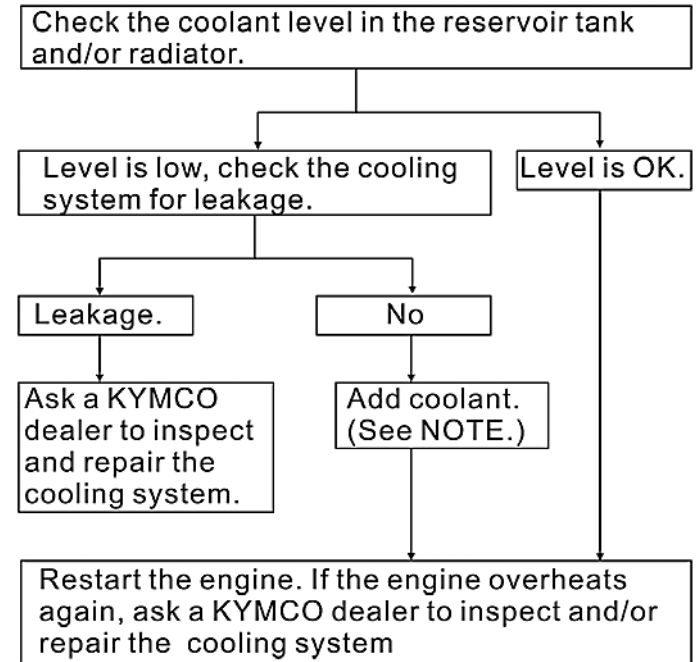 Check the coolant level in the reservoir tank
and/or radiator.
Level is low, check the cooling
system for leakage.
Level is OK.
Leakage.
No
Ask a KYMCO
dealer to inspect
and repair the
cooling system.
Add coolant.
(See NOTE.)
Restart the engine. If the engine overheats
again, ask a KYMCO dealer to inspect and/or
repair the  cooling system